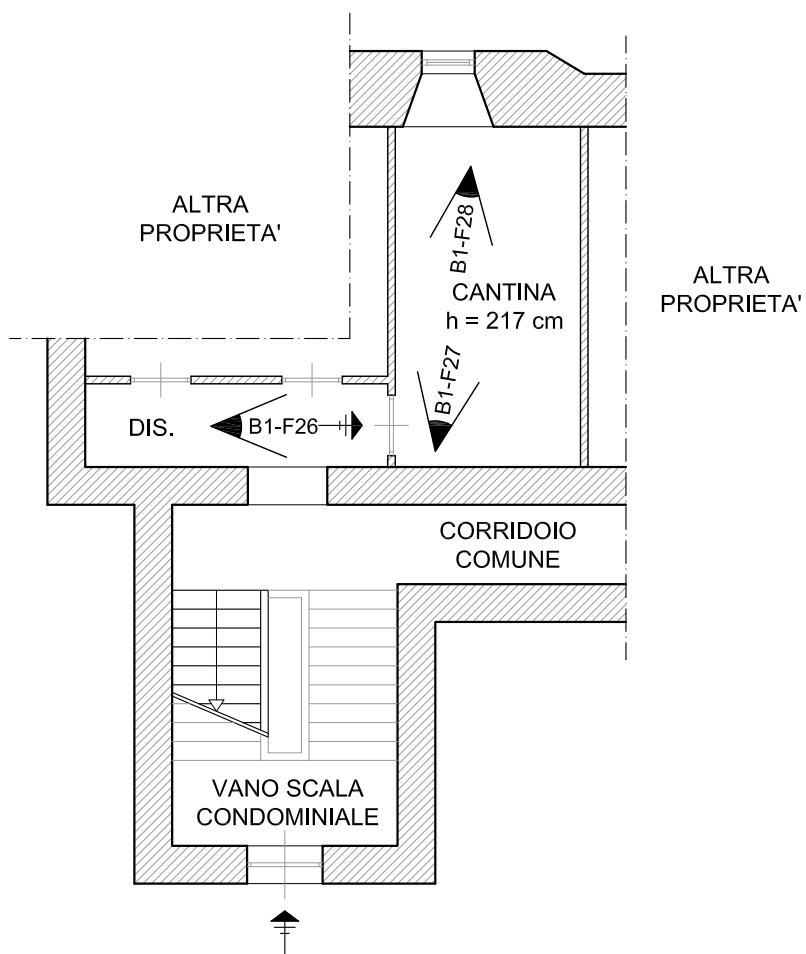 ALTRA
PROPRIETA'
B1-F28
CANTINA
h = 217 cm
ALTRA
PROPRIETA'
B1-F27
DIS.
B1-F26
CORRIDOIO
COMUNE
VANO SCALA
CONDOMINIALE